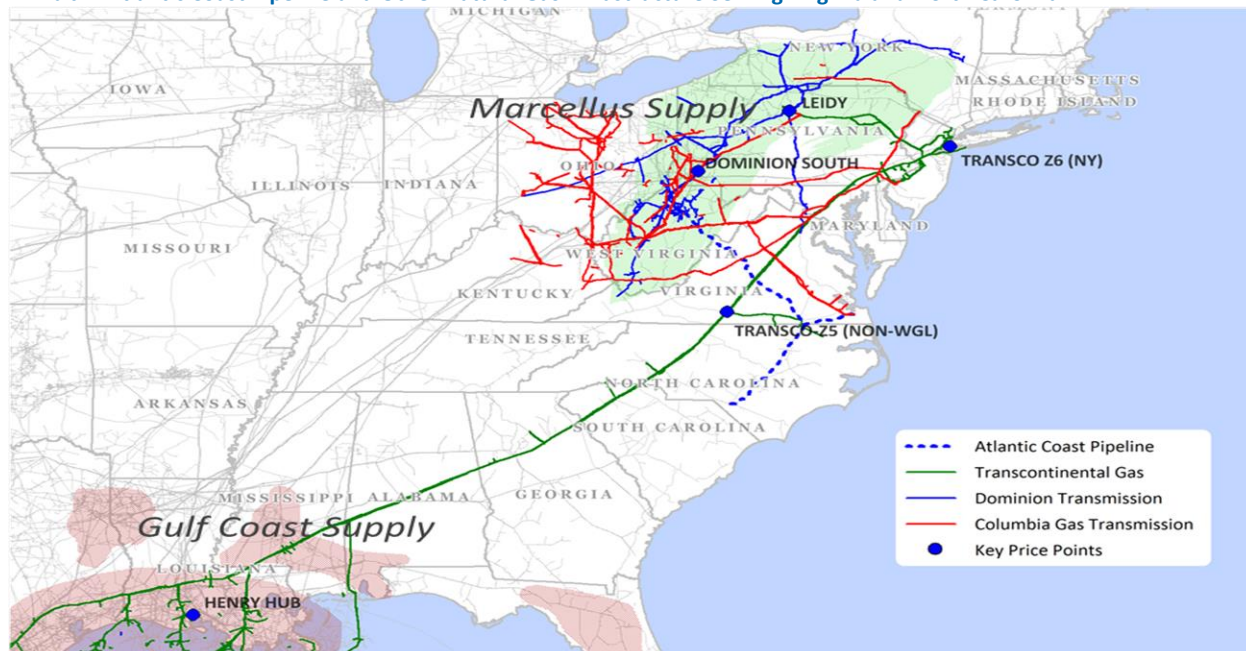 MICHIGAN
VERMONT
NEW YORK
IOWA
MASSACHUSETTS
RHODE ISLAND
Marcellus Supply
LEIDY
PENNSYLVANIA
TRANSCO Z6 (NY)
OHIO
DOMINION SOUTH
ILLINOIS
INDIANA
MARYLAND
MISSOURI
WEST VIRGINIA
KENTUCKY
VIRGINIA
TRANSCO Z5 (NON-WGL)
TENNESSEE
NORTH CAROLINA
ARKANSAS
SOUTH CAROLINA
MISSISSIPPI
ALABAMA
GEORGIA
Gulf Coast Supply
LOUISIANA
HENRY HUB
Atlantic Coast Pipeline
Transcontinental Gas
Dominion Transmission
Columbia Gas Transmission
Key Price Points